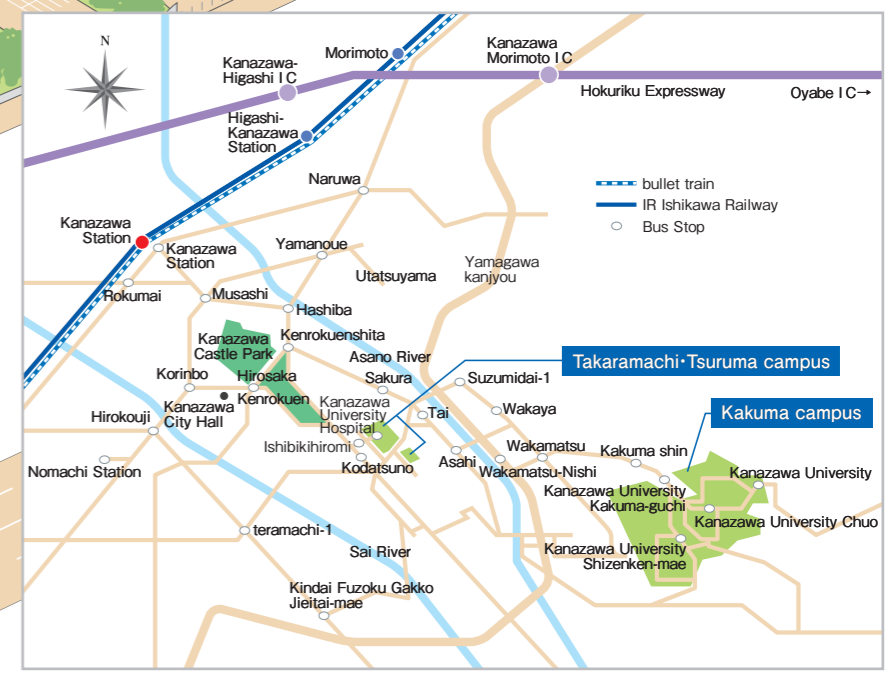 N
Morimoto
Kanazawa
Morimoto IC
Kanazawa-
Higashi IC
Hokuriku Expressway
Oyabe IC→
Higashi-
Kanazawa
Station
Naruwa
bullet train
IR Ishikawa Railway
Bus Stop
Kanazawa
Station
Kanazawa
Station
Yamanoue
Utatsuyama
Yamagawa
kanjyou
Rokumai
Musashi
Hashiba
Kanazawa
Castle Park
Kenrokuenshita
Asano River
Takaramachi・Tsuruma campus
Korinbo
Hirosaka
Sakura
Suzumidai-1
Kenrokuen
Kanazawa
City Hall
Kanazawa
University
Hospital
Tai
Wakaya
Kakuma campus
Hirokouji
Ishibikihiromi
Wakamatsu
Kakuma shin
Nomachi Station
Kodatsuno
Asahi
Wakamatsu-Nishi
Kanazawa University
Kanazawa University
Kakuma-guchi
Kanazawa University Chuo
teramachi-1
Sai River
Kanazawa University
Shizenken-mae
Kindai Fuzoku Gakko
Jieitai-mae